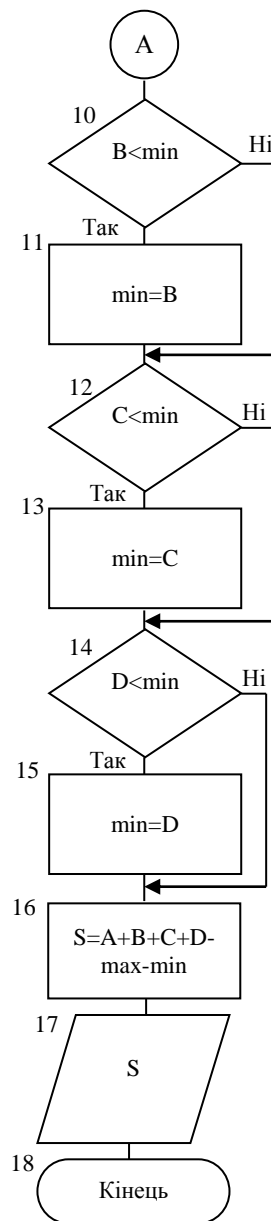 А
10
B<min
Ні
Так
11
min=B
12
C<min
Ні
Так
13
min=C
14
D<min
Ні
Так
15
min=D
16
S=A+B+C+D-
max-min
17
S
18
Кінець